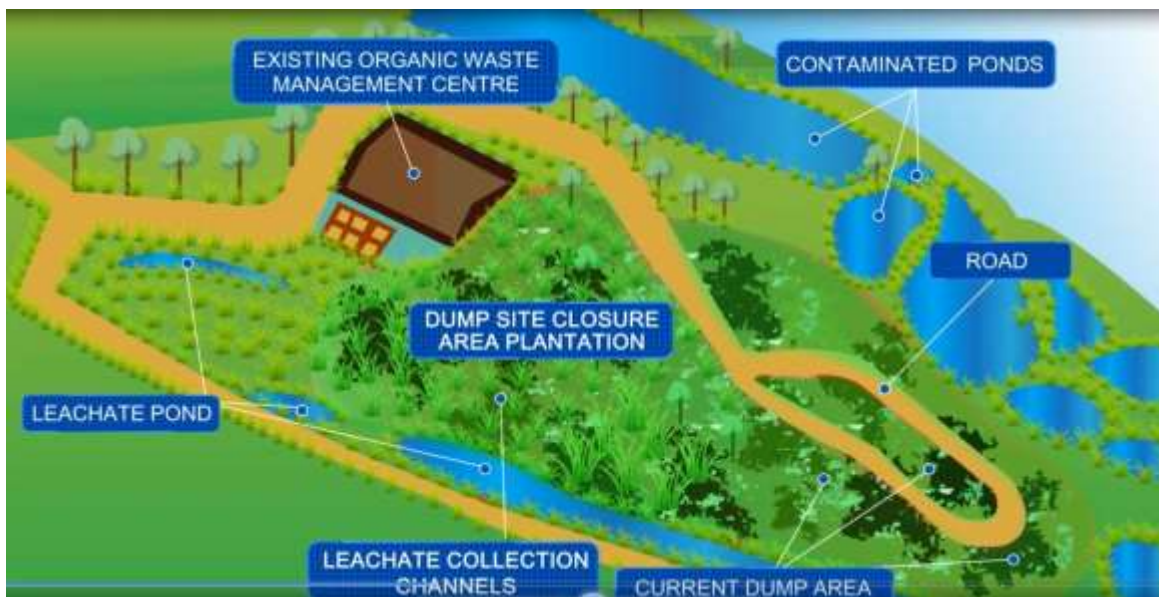 EXISTING ORGANIC WASTE
MANAGEMENT CENTRE
CONTAMINATED PONDS
ROAD
DUMP SITE CLOSURE
AREA PLANTATION
LEACHATE POND
LEACHATE COLLECTION
CHANNELS
CURRENT DUMP AREA